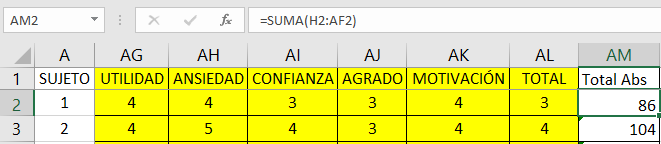 AM2 =SUMA(H2:AF2)
A AG AH AI AJ AK AL AM
1 SUJETO UTILIDAD ANSIEDAD CONFIANZA AGRADO MOTIVACIÓN TOTAL Total Abs
2 1 4 4 3 3 4 3 86
3 2 4 5 4 3 4 4 104